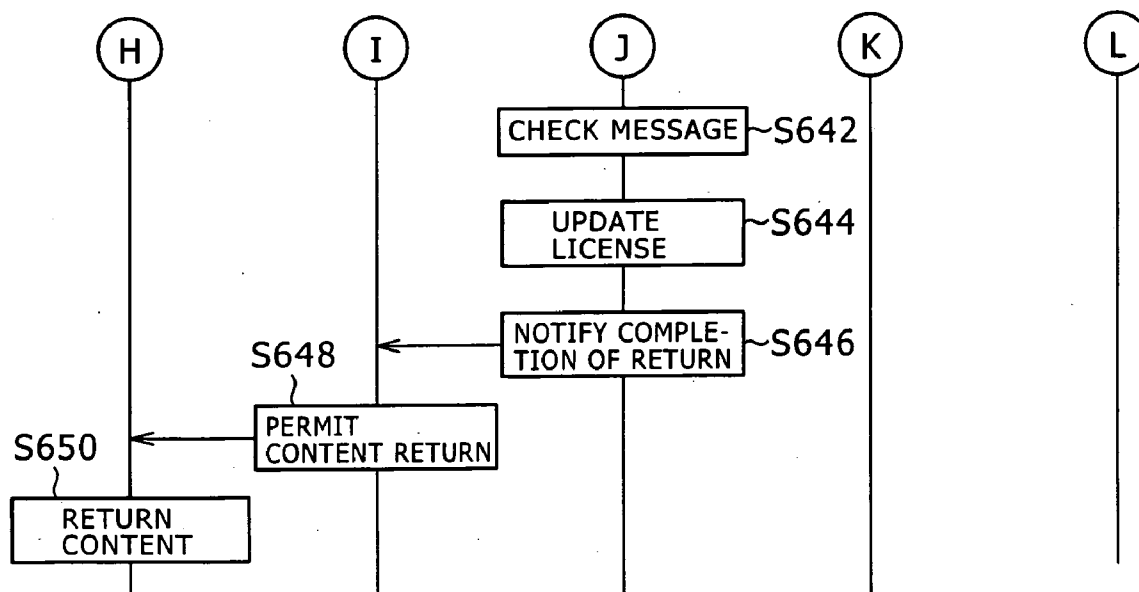 H I J K L
CHECK MESSAGE S642
UPDATE S644
LICENSE
NOTIFY COMPLE- S646
TION OF RETURN
S648
PERMIT
CONTENT RETURN
S650
RETURN
CONTENT